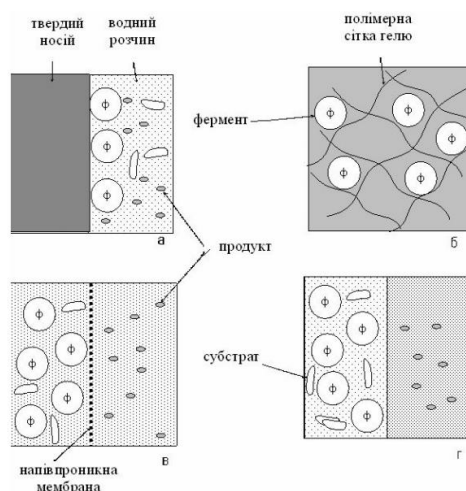 твердий
носій
водний
розчин
полімерна
сітка гелю
фермент
Ф
Ф
Ф
Ф
Ф
Ф
Ф
Ф
а
б
продукт
Ф
Ф
Ф
Ф
Ф
Ф
Ф
Ф
Ф
Ф
субстрат
в
г
напівпроникна
мембрана